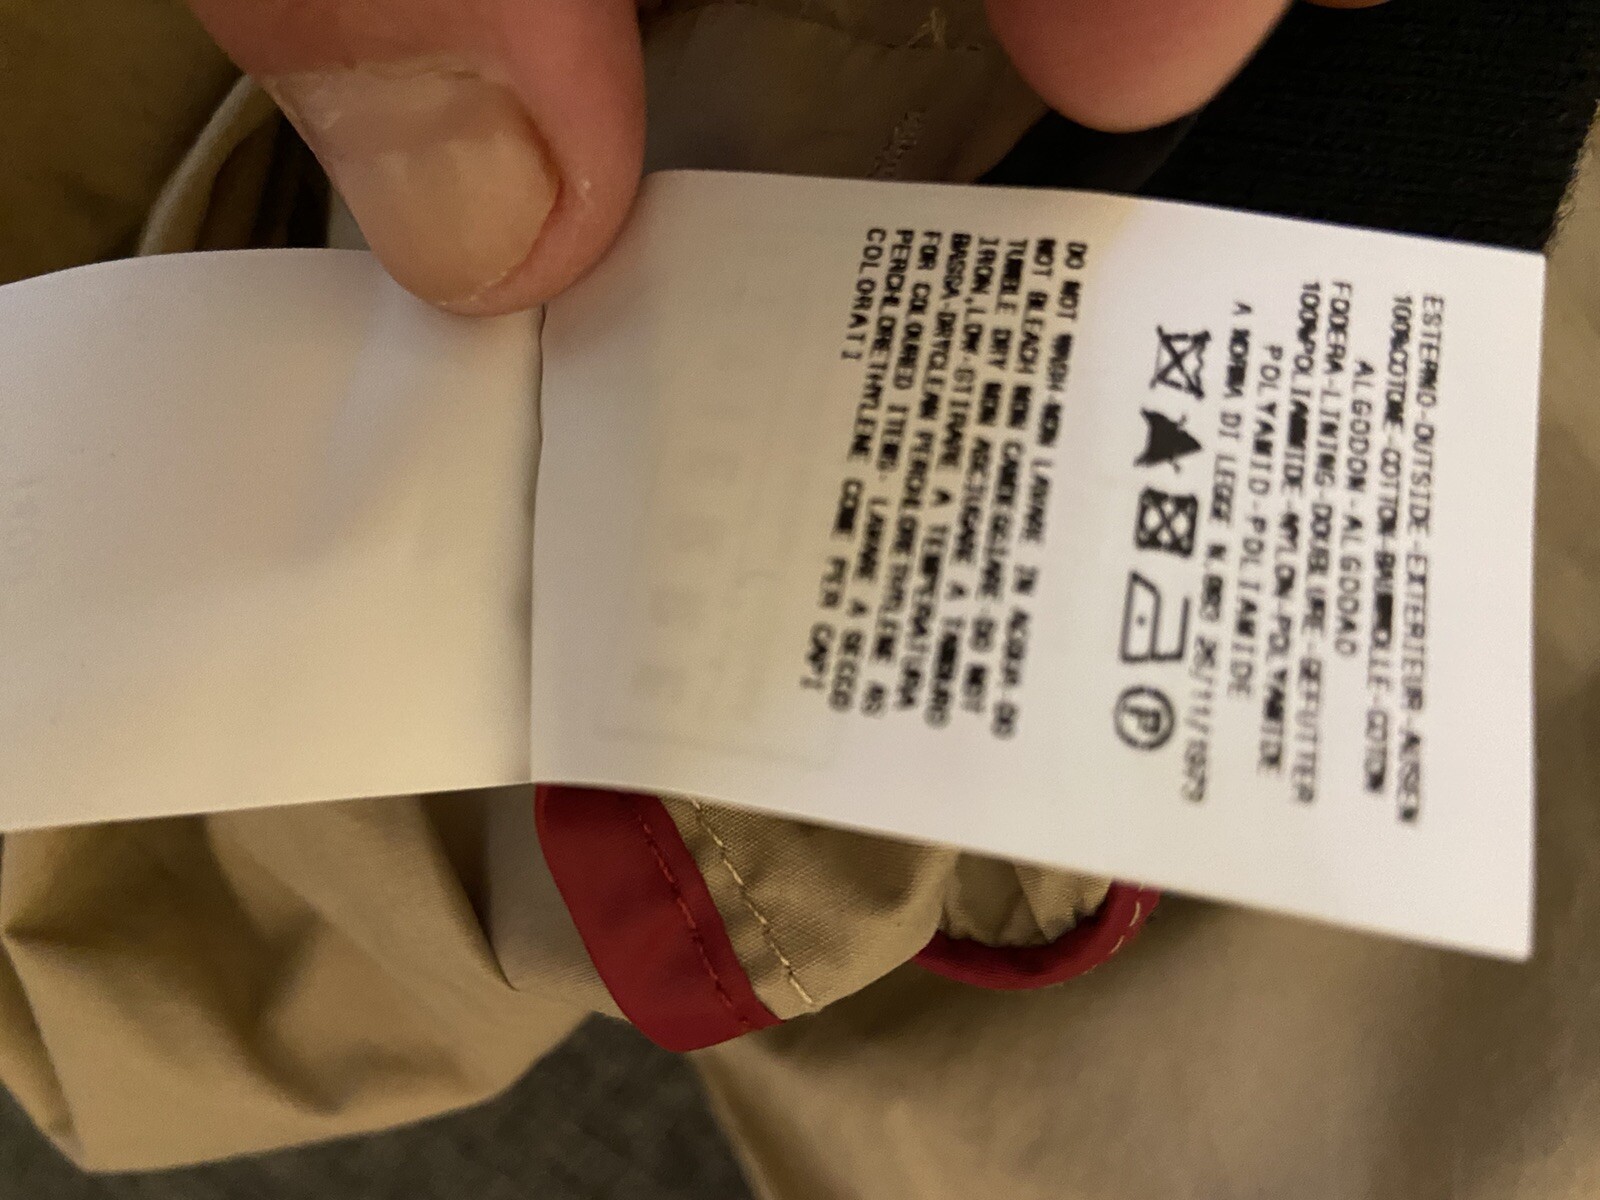 ESTERNO-OUTSIDE-EXTERIEUR-AUSSEN
100%COTONE-COTTON-BAUMWOLLE-COTON
ALGODON-ALGODAO
FODERA-LINING-DOUBLURE-GEFUTTER
100%POLIAMMIDE-NYLON-POLYAMIDE
POLYAMID-POLIAMIDE
A NORMA DI LEGGE N.883 26/11/1973
P
DO NOT WASH-NON LAVARE IN ACQUA-DO
NOT BLEACH NON CANDEGGIARE-DO NOT
TUMBLE DRY NON ASCIUGARE A TAMBURO
IRON,LOW-STIRARE A TEMPERATURA
BASSA-DRYCLEAN PERCHLORETHYLENE AS
FOR COLOURED ITEMS- LAVARE A SECCO
PERCHLORETHYLENE COME PER CAPI
COLORATI